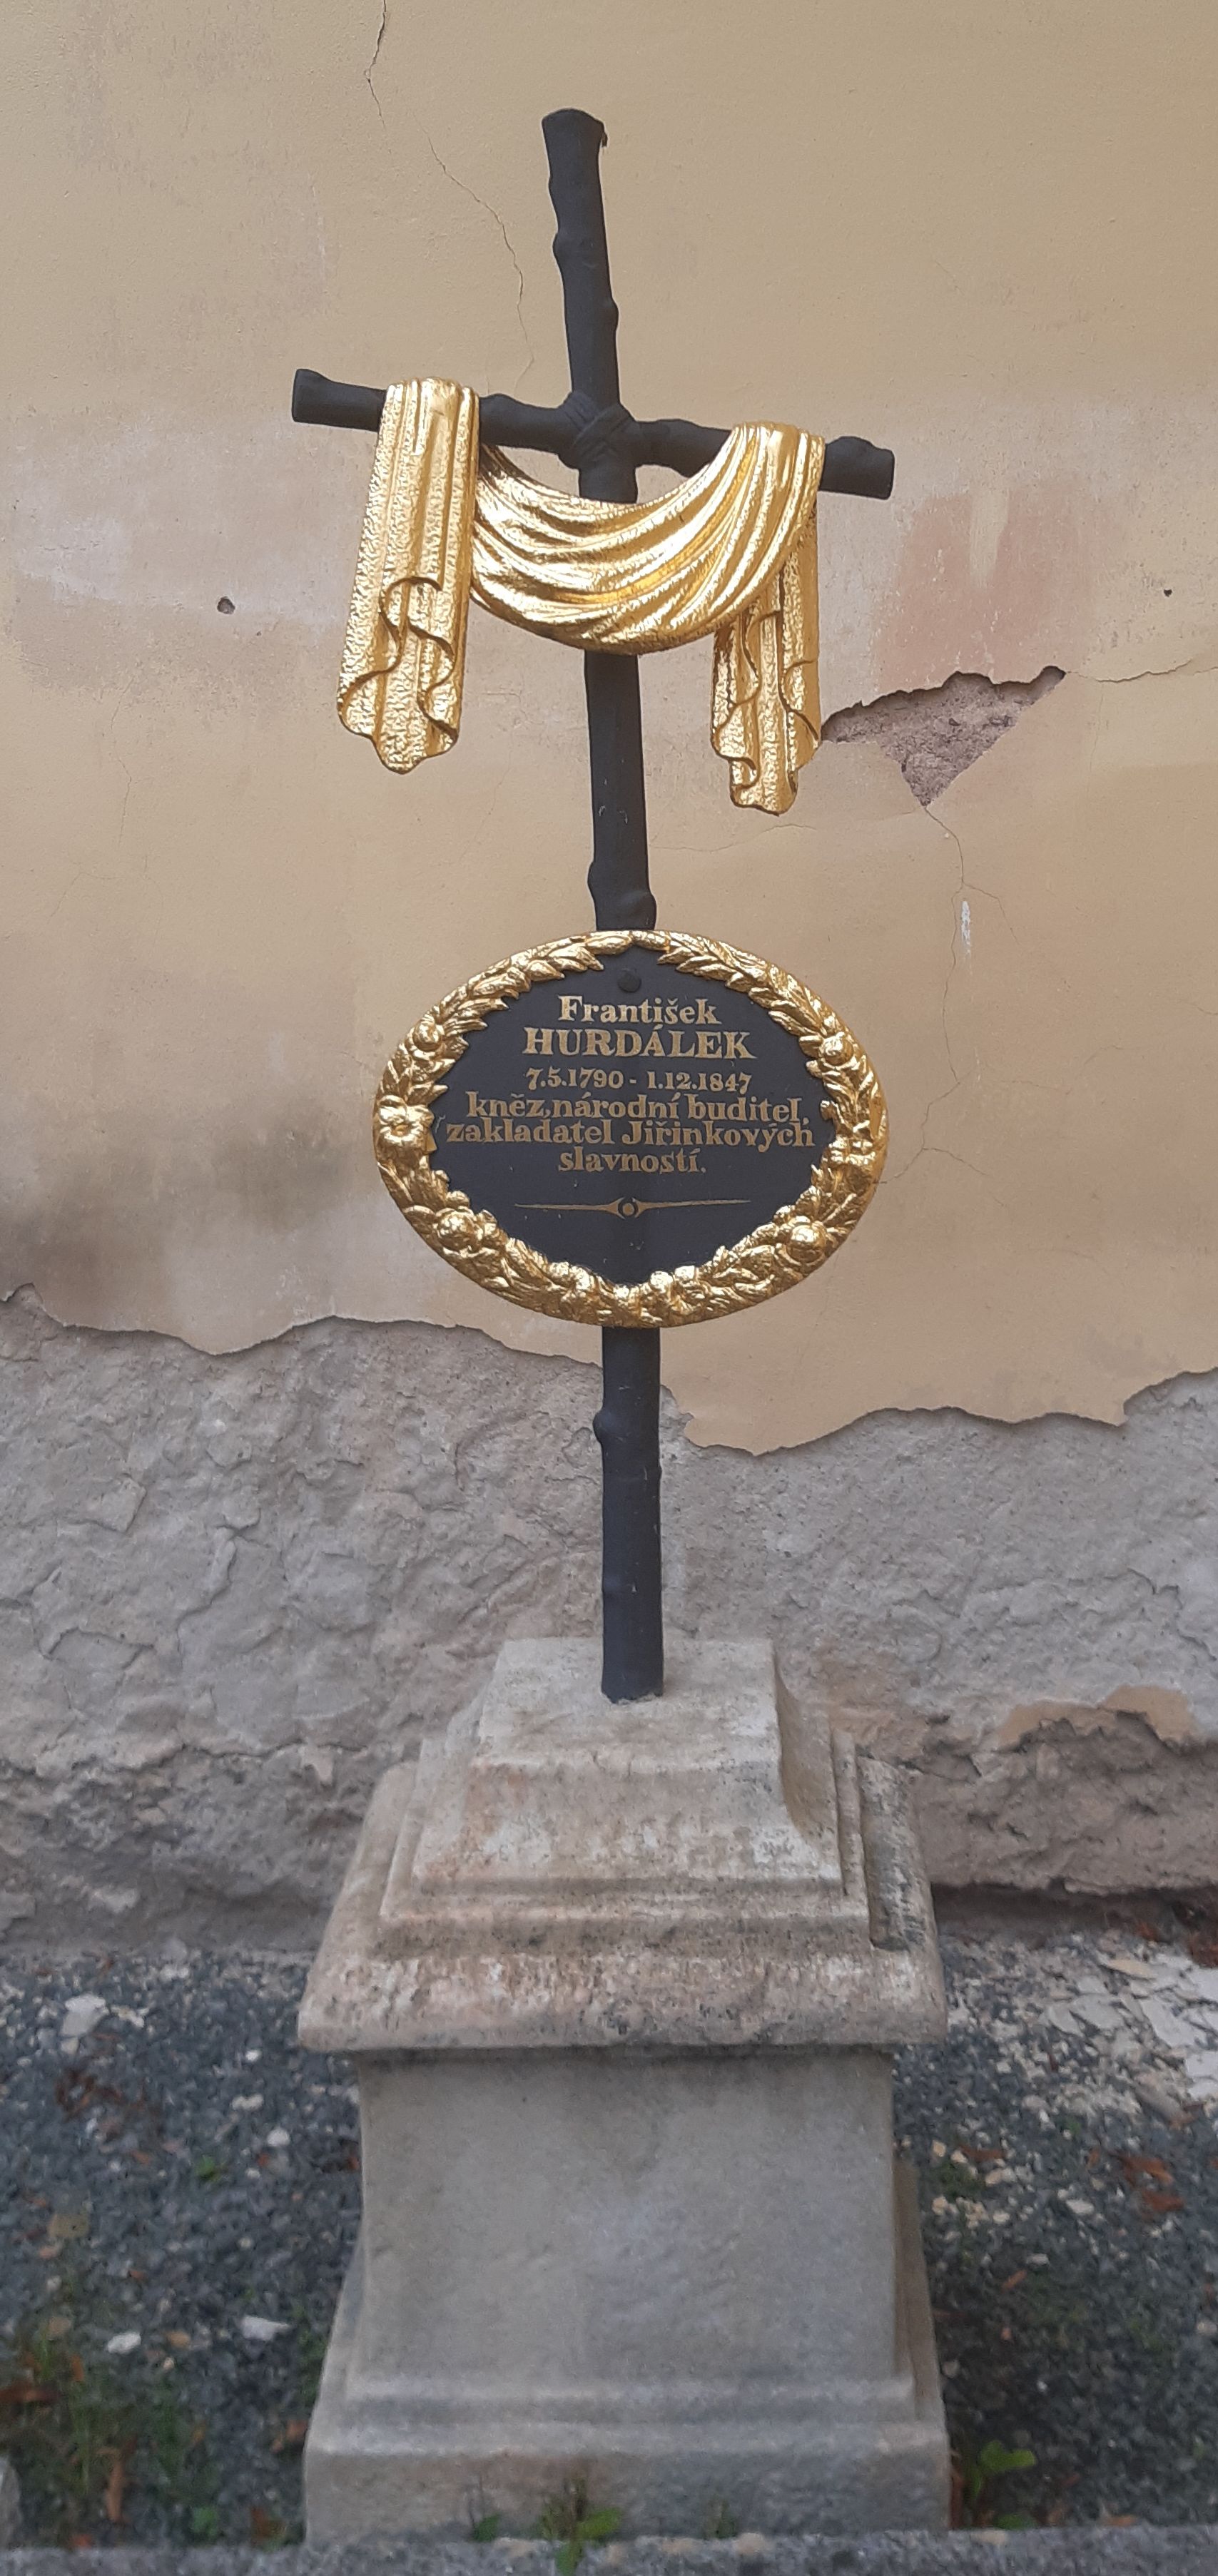 František
HURDÁLEK
7.5.1790 - 1.12.1847
kněz, národní buditel,
zakladatel Jiřinkových
slavností.